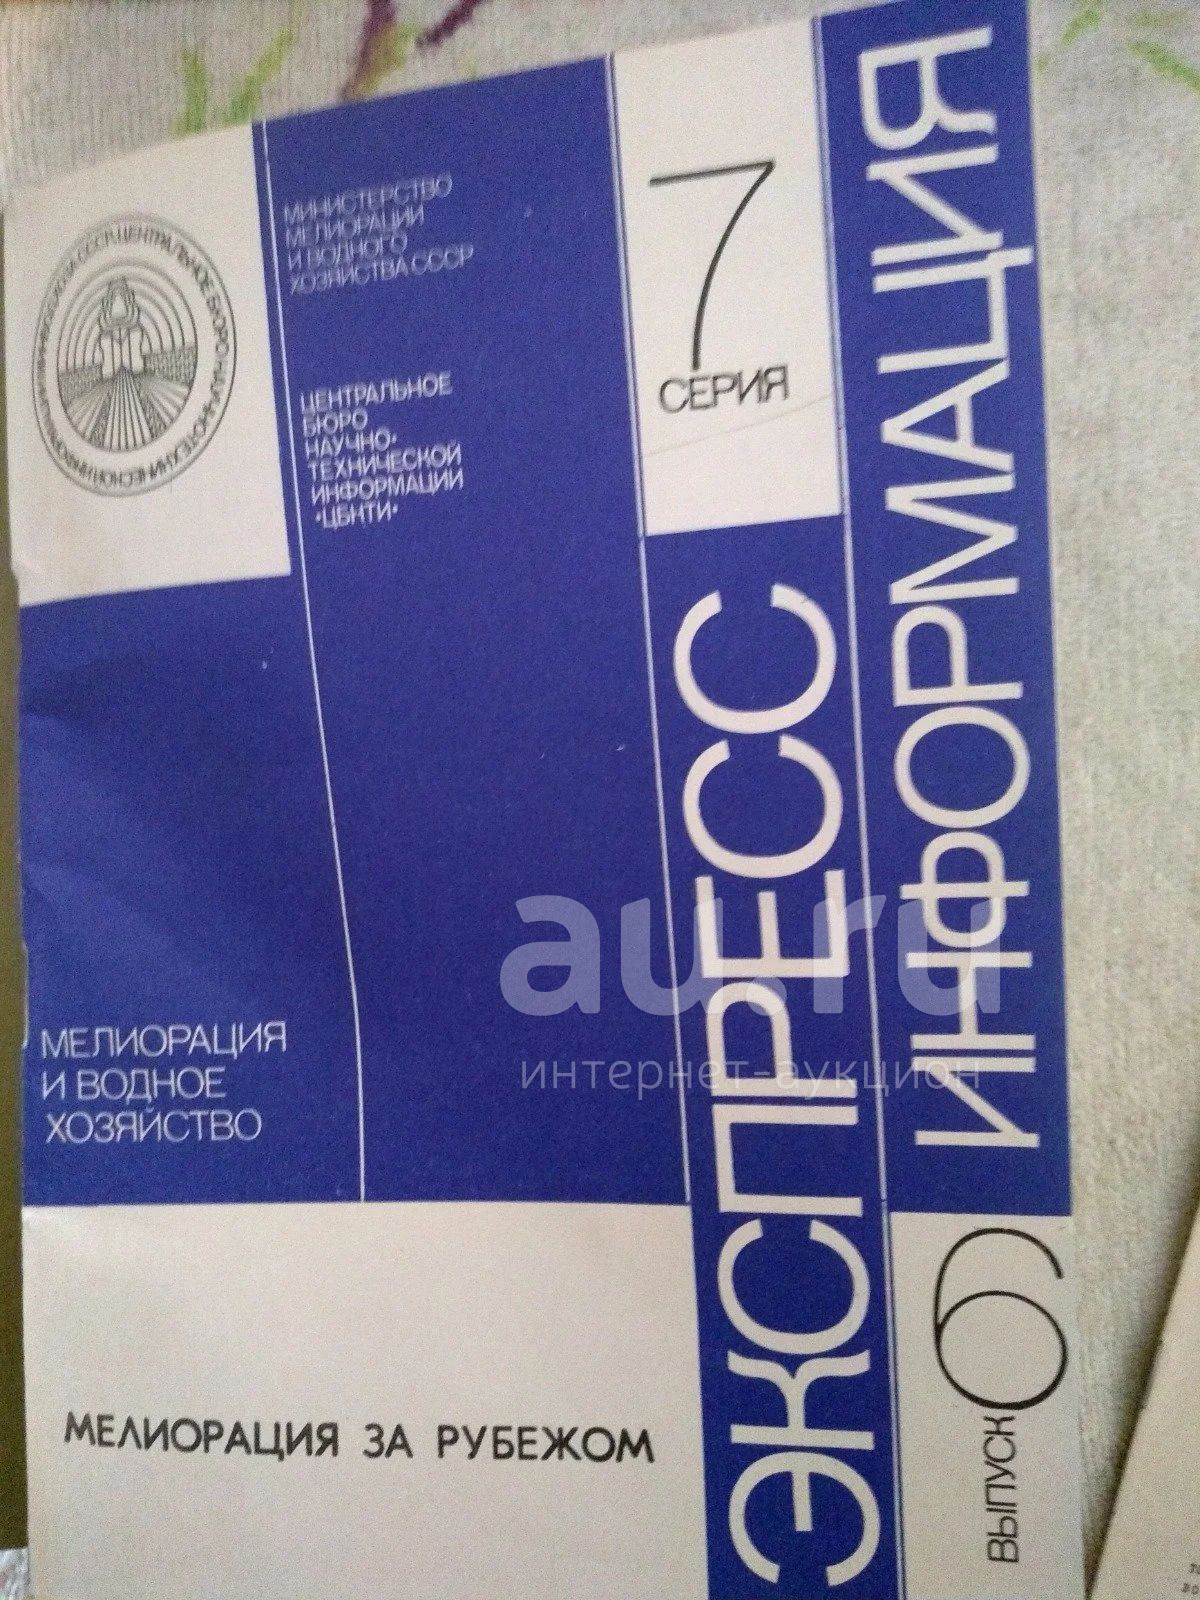 МИНИСТЕРСТВО
МЕЛИОРАЦИИ
И ВОДНОГО
ХОЗЯЙСТВА СССР
ЦЕНТРАЛЬНОЕ
БЮРО
НАУЧНО-
ТЕХНИЧЕСКОЙ
ИНФОРМАЦИИ
•ЦБНТИ•
7
СЕРИЯ
ЭКСПРЕСС
ИНФОРМАЦИЯ
МЕЛИОРАЦИЯ
И ВОДНОЕ
ХОЗЯЙСТВО
МЕЛИОРАЦИЯ ЗА РУБЕЖОМ
ВЫПУСК 6
au.ru
интернет-аукцион